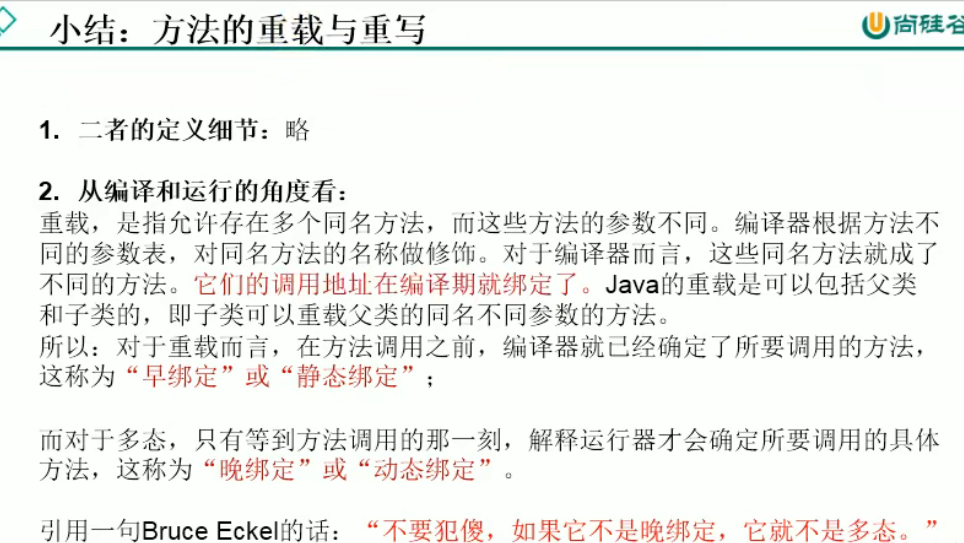 小结：方法的重载与重写
尚硅谷
1. 二者的定义细节：略
2. 从编译和运行的角度看：
重载，是指允许存在多个同名方法，而这些方法的参数不同。编译器根据方法不
同的参数表，对同名方法的名称做修饰。对于编译器而言，这些同名方法就成了
不同的方法。它们的调用地址在编译期就绑定了。Java的重载是可以包括父类
和子类的，即子类可以重载父类的同名不同参数的方法。
所以：对于重载而言，在方法调用之前，编译器就已经确定了所要调用的方法，
这称为“早绑定”或“静态绑定”；
而对于多态，只有等到方法调用的那一刻，解释运行器才会确定所要调用的具体
方法，这称为“晚绑定”或“动态绑定”。
引用一句Bruce Eckel的话：“不要犯傻，如果它不是晚绑定，它就不是多态。”